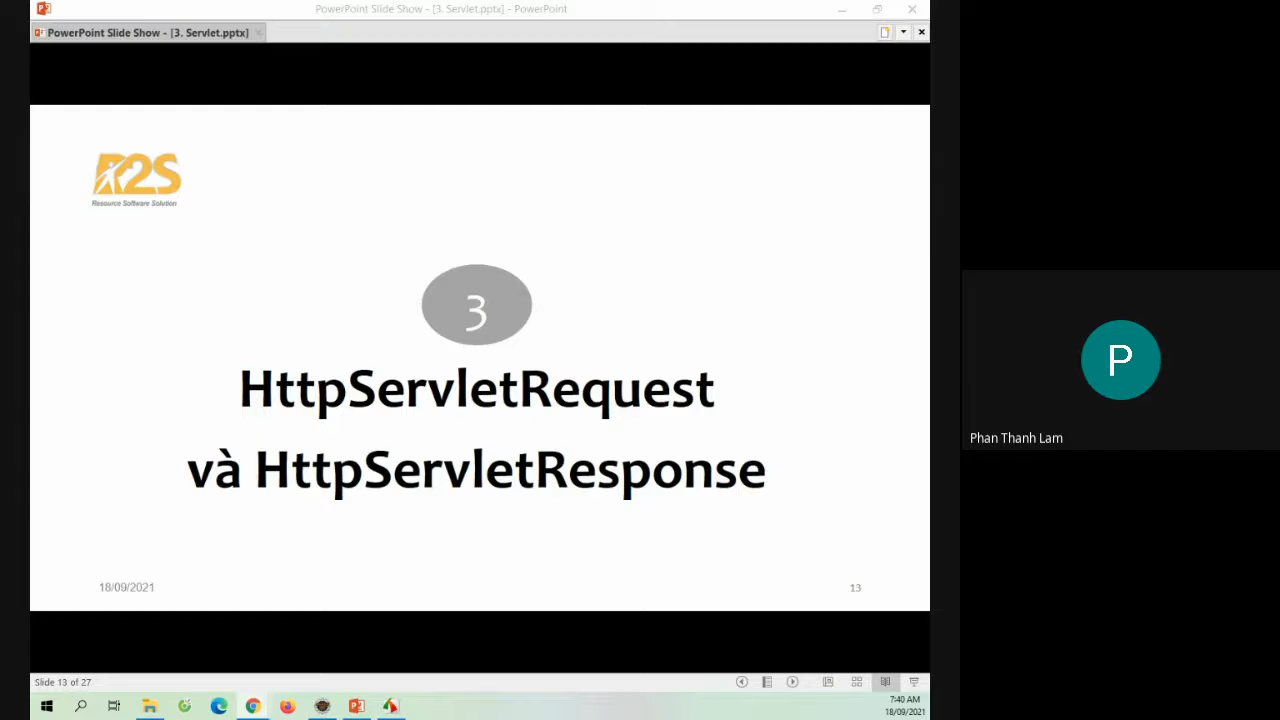 PowerPoint Slide Show - [3. Servlet.pptx] - PowerPoint
PowerPoint Slide Show - [3. Servlet.pptx]
R2S
Resource Software Solution
3
HttpServletRequest
và HttpServletResponse
18/09/2021
13
P
Phan Thanh Lam
Slide 13 of 27
7:40 AM
18/09/2021